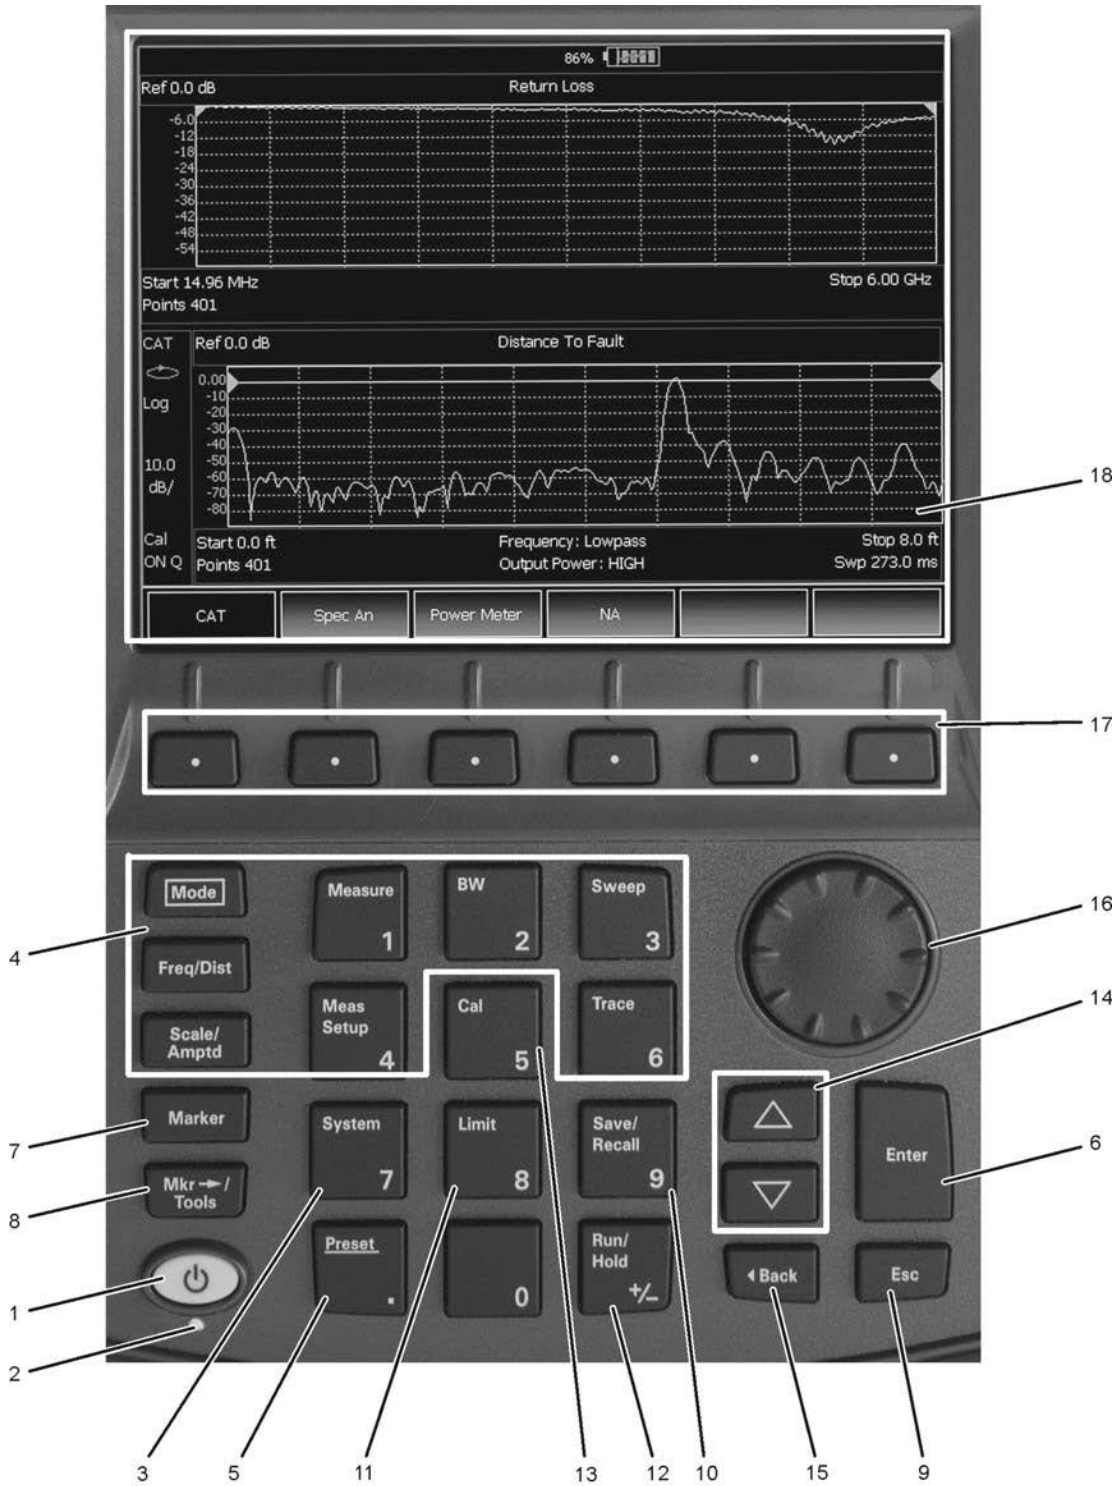 86%
Ref 0.0 dB
Return Loss
-6.0
-12
-18
-24
-30
-36
-42
-48
-54
Start 14.96 MHz
Stop 6.00 GHz
Points 401
CAT
Ref 0.0 dB
Distance To Fault
0.00
-10
-20
-30
-40
-50
-60
-70
-80
Log
10.0
dB/
Cal
ON Q
18
Start 0.0 ft
Frequency: Lowpass
Stop 8.0 ft
Points 401
Output Power: HIGH
Swp 273.0 ms
CAT
Spec An
Power Meter
NA
17
Mode
Measure
1
BW
2
Sweep
3
16
4
Freq/Dist
14
Scale/
Amptd
Meas
Setup
4
Cal
5
Trace
6
7
Marker
System
7
Limit
8
Save/
Recall
9
Enter
6
8
Mkr→/
Tools
1
Preset
.
0
Run/
Hold
+/-
Back
Esc
2
3
5
11
13
12
10
15
9